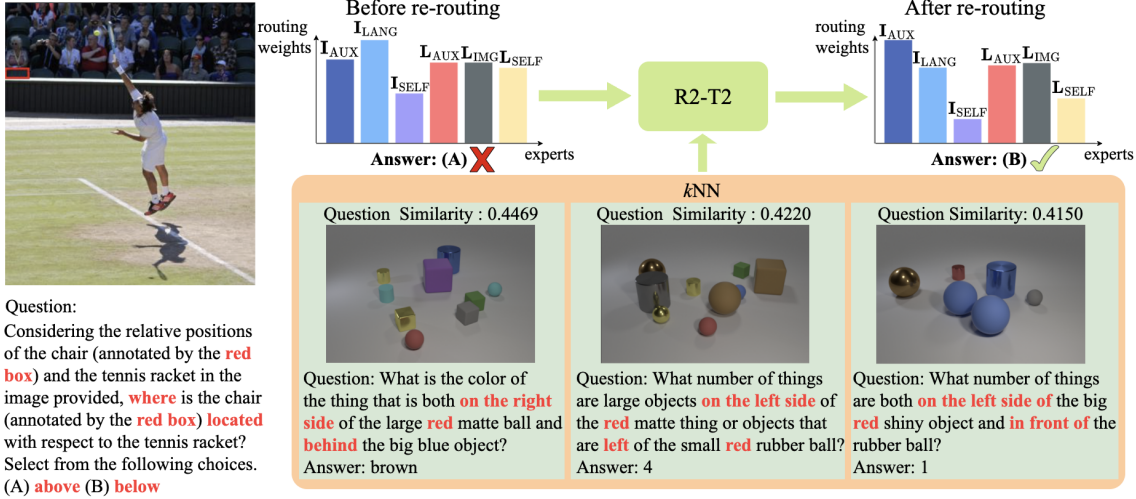 Before re-routing
routing
weights
I_AUX
I_LANG
I_SELF
L_AUX
L_IMG
L_SELF
experts
Answer: (A)
R2-T2
After re-routing
routing
weights
I_AUX
I_LANG
I_SELF
L_AUX
L_IMG
L_SELF
experts
Answer: (B)
Question:
Considering the relative positions
of the chair (annotated by the red
box) and the tennis racket in the
image provided, where is the chair
(annotated by the red box) located
with respect to the tennis racket?
Select from the following choices.
(A) above (B) below
kNN
Question Similarity : 0.4469
Question: What is the color of
the thing that is both on the right
side of the large red matte ball and
behind the big blue object?
Answer: brown
Question Similarity : 0.4220
Question: What number of things
are large objects on the left side of
the red matte thing or objects that
are left of the small red rubber ball?
Answer: 4
Question Similarity: 0.4150
Question: What number of things
are both on the left side of the big
red shiny object and in front of the
rubber ball?
Answer: 1